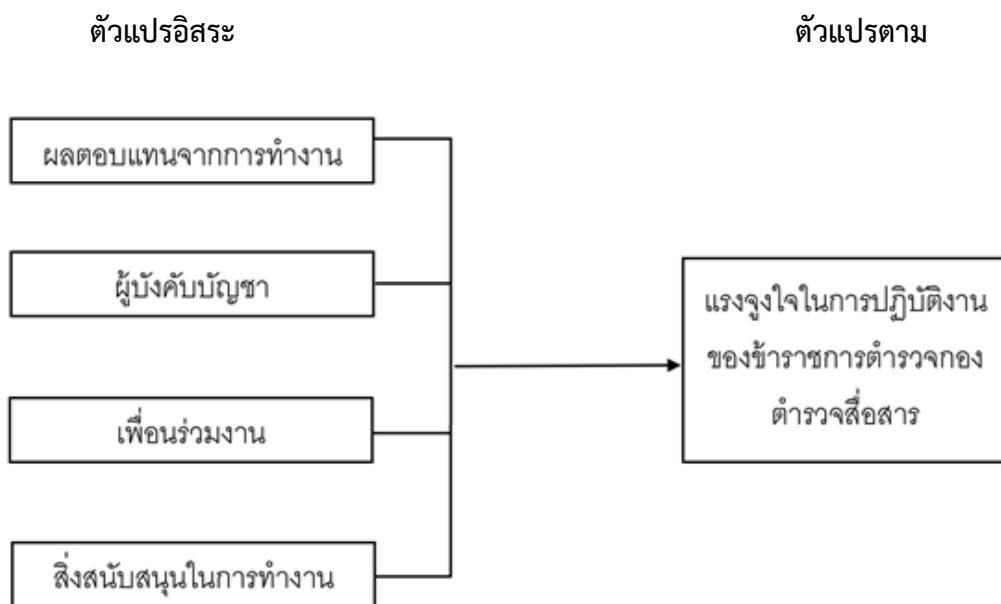 ตัวแปรอิสระ
ตัวแปรตาม
ผลตอบแทนจากการทำงาน
ผู้บังคับบัญชา
เพื่อนร่วมงาน
สิ่งสนับสนุนในการทำงาน
แรงจูงใจในการปฏิบัติงาน
ของข้าราชการตำรวจกอง
ตำรวจสื่อสาร